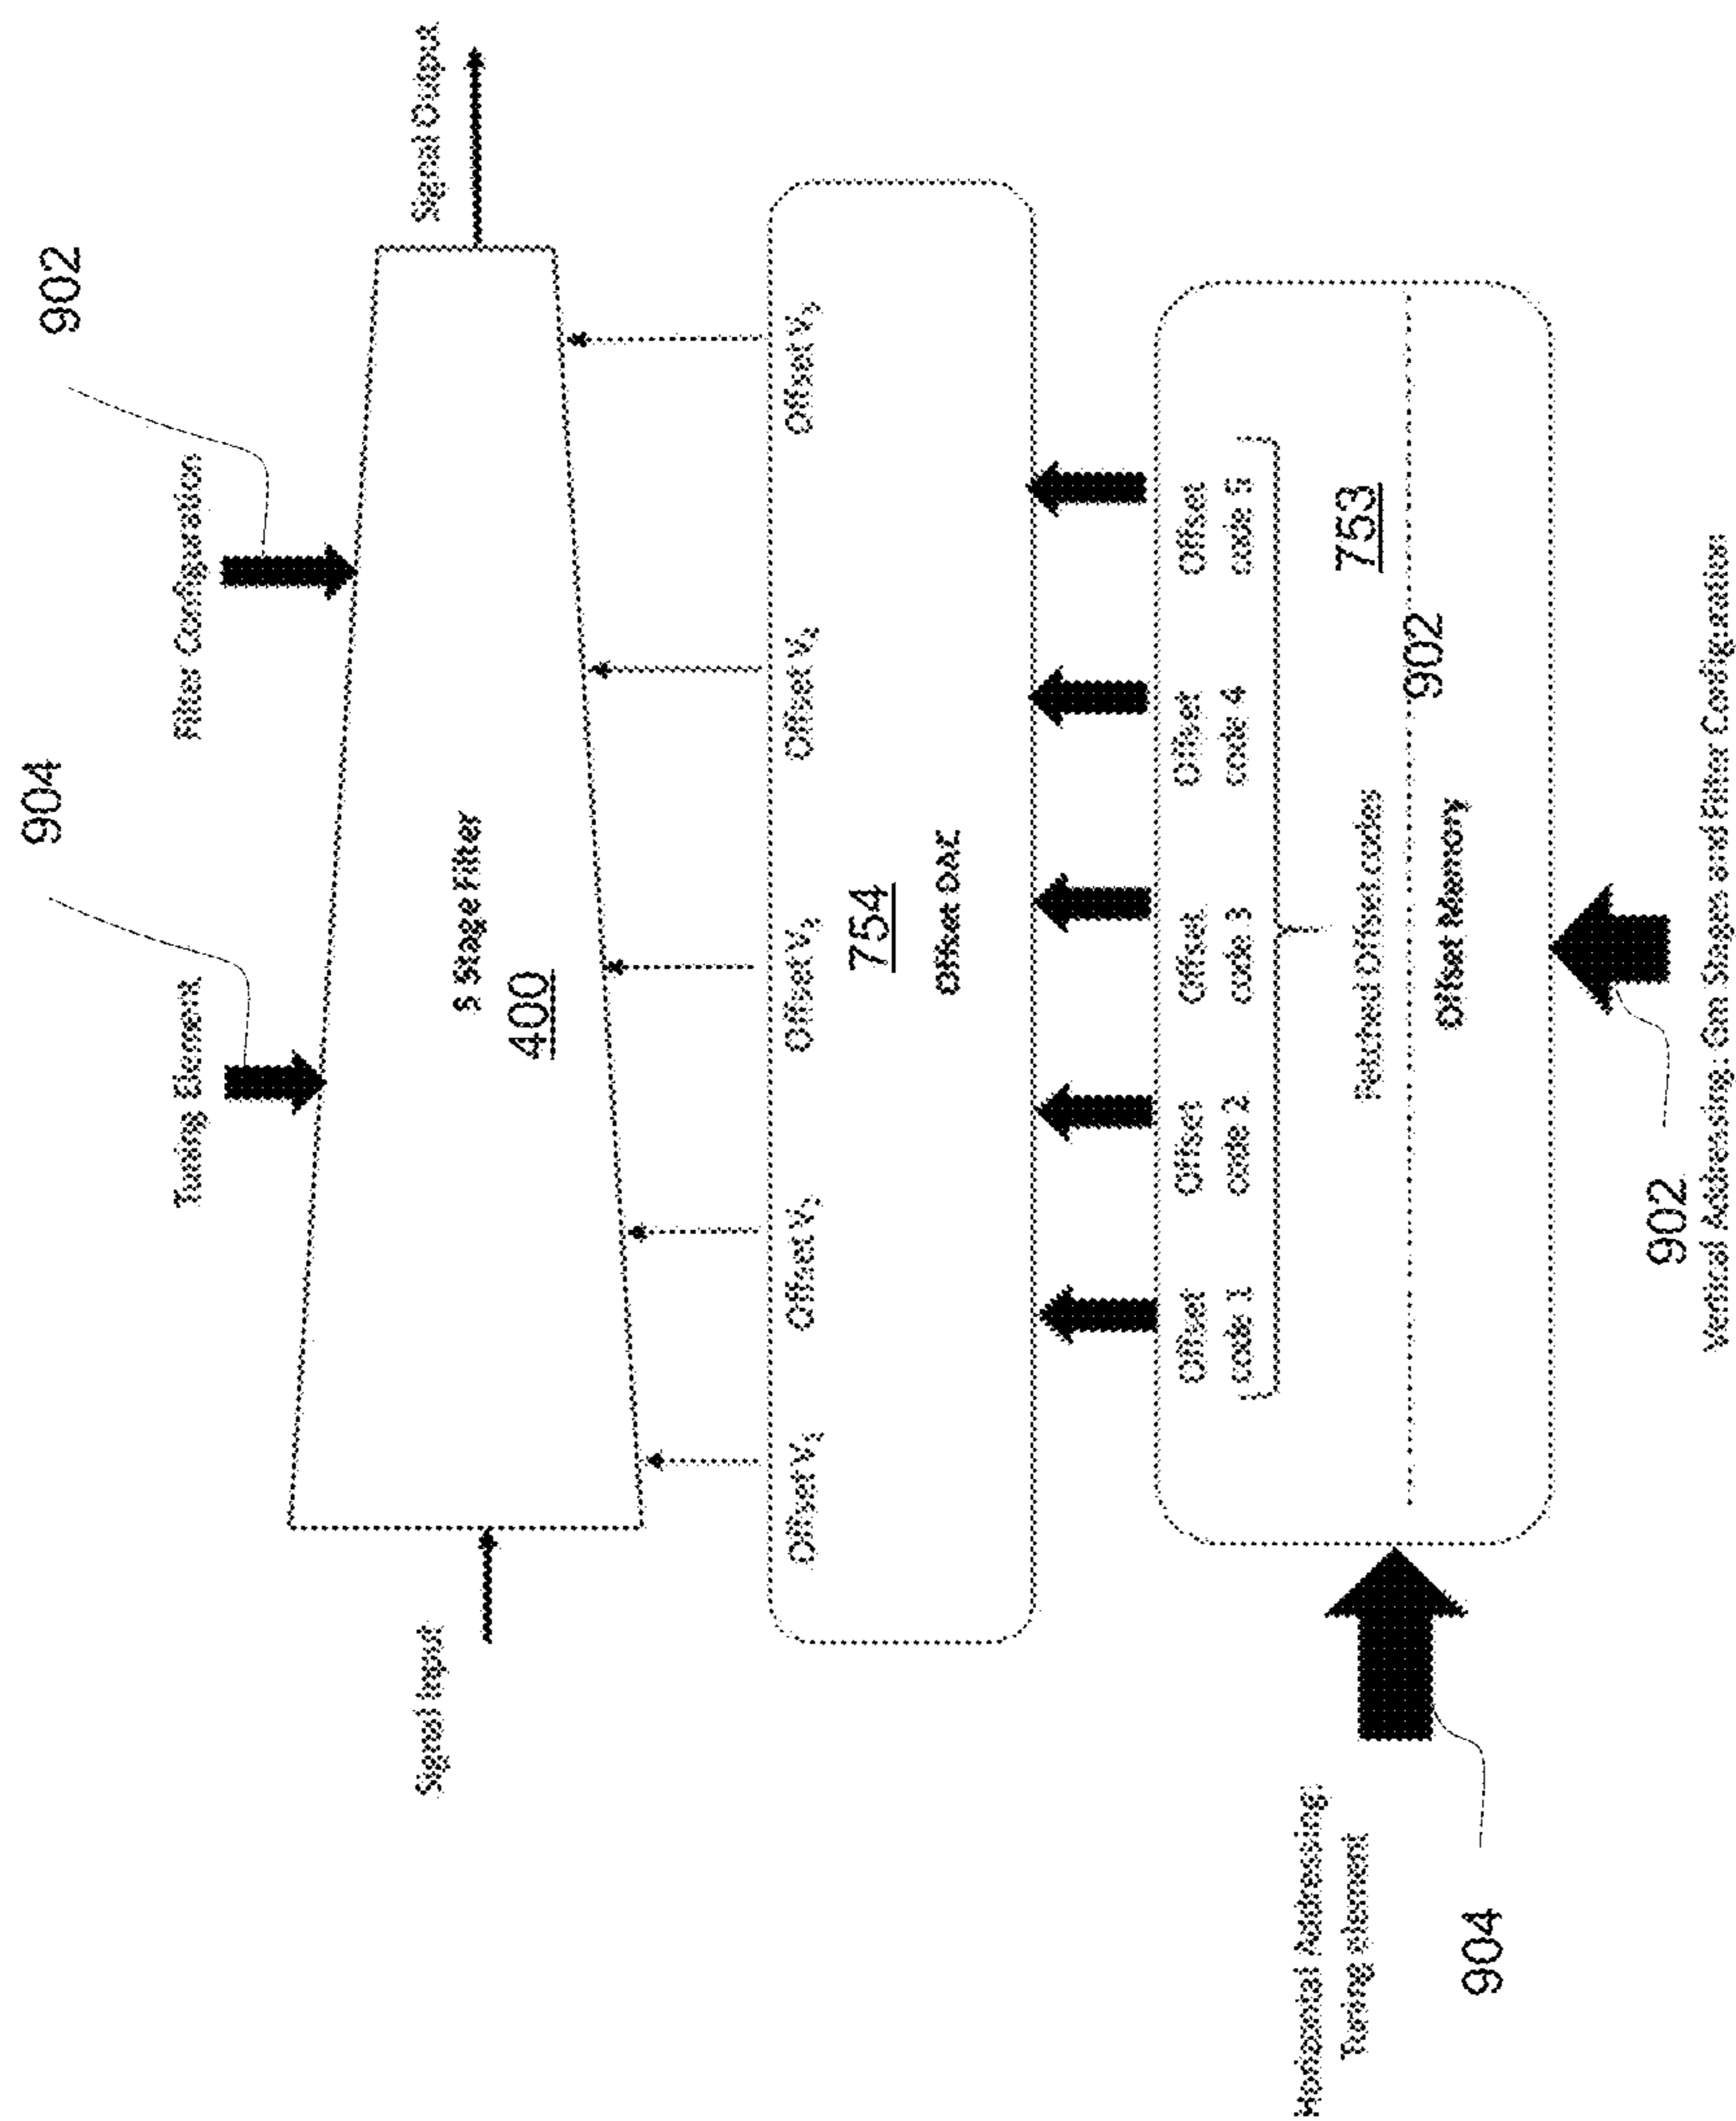 902
904
Filter Configuration
Tuning Element
Signal Input
Signal Output
5 Stage Filter
400
Offset V1
Offset V2
Offset V3
Offset V4
Offset V5
754
Offset DAC
Offset
code 1
Offset
code 2
Offset
code 3
Offset
code 4
Offset
code 5
753
Fetched Offset codes
902
Offset Memory
Horizontal Addressing:
Tuning element
904
902
Vertical Addressing: Gm Stages and Filter Configuration